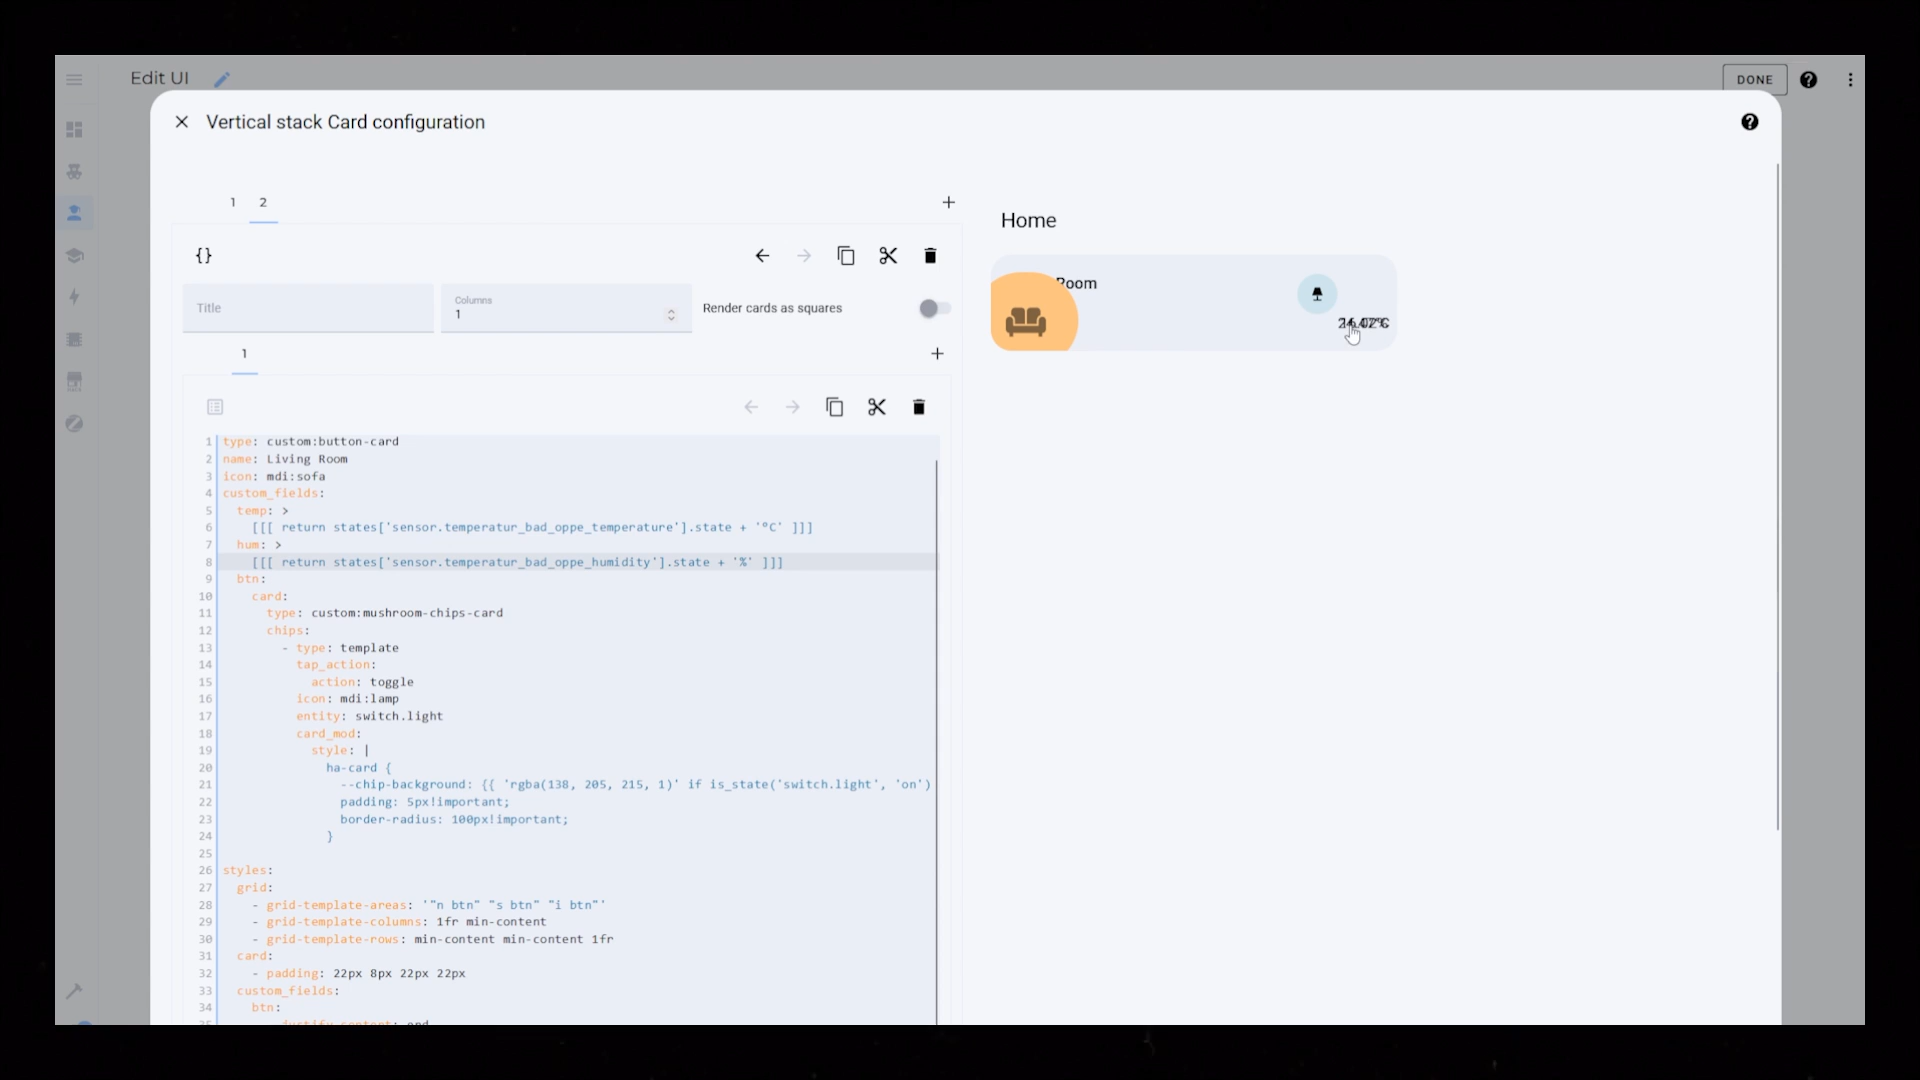 Edit UI
DONE
Vertical stack Card configuration
1 2
{}
Title
Columns
1
Render cards as squares
1
1 type: custom:button-card
2 name: Living Room
3 icon: mdi:sofa
4 custom_fields:
5 temp: >
6 [[[ return states['sensor.temperatur_bad_oppe_temperature'].state + '°C' ]]]
7 hum: >
8 [[[ return states['sensor.temperatur_bad_oppe_humidity'].state + '%' ]]]
9 btn:
10 card:
11 type: custom:mushroom-chips-card
12 chips:
13 - type: template
14 tap_action:
15 action: toggle
16 icon: mdi:lamp
17 entity: switch.light
18 card_mod:
19 style: |
20 ha-card {
21 --chip-background: {{ 'rgba(138, 205, 215, 1)' if is_state('switch.light', 'on')
22 padding: 5px!important;
23 border-radius: 100px!important;
24 }
25
26 styles:
27 grid:
28 - grid-template-areas: '"n btn" "s btn" "i btn"'
29 - grid-template-columns: 1fr min-content
30 - grid-template-rows: min-content min-content 1fr
31 card:
32 - padding: 22px 8px 22px 22px
33 custom_fields:
34 btn:
Home
Room